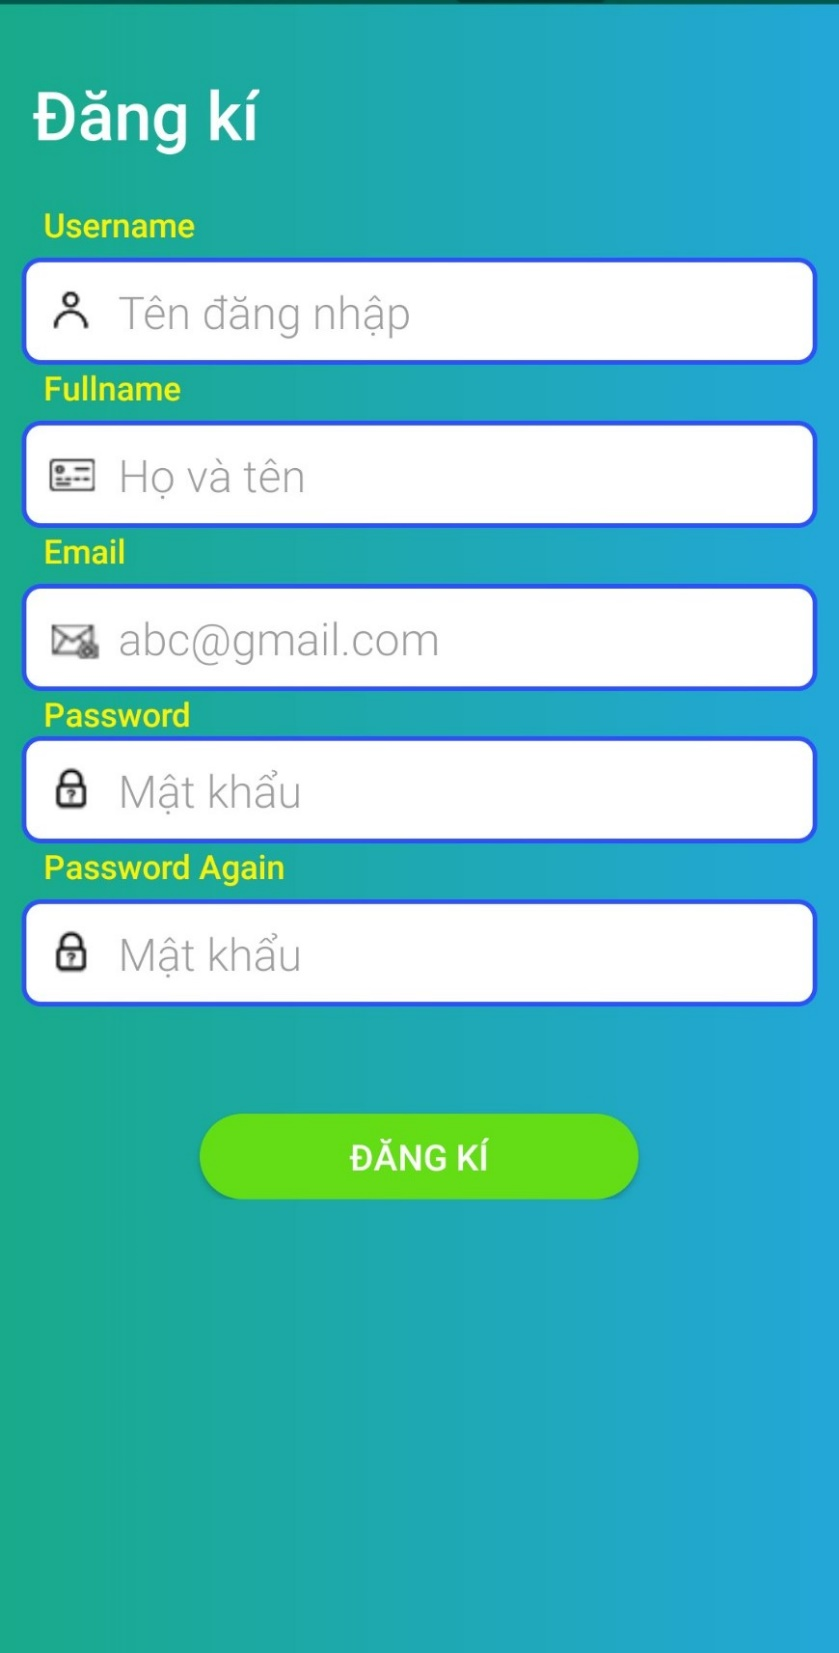 Đăng kí
Username
Tên đăng nhập
Fullname
Họ và tên
Email
abc@gmail.com
Password
Mật khẩu
Password Again
Mật khẩu
ĐĂNG KÍ